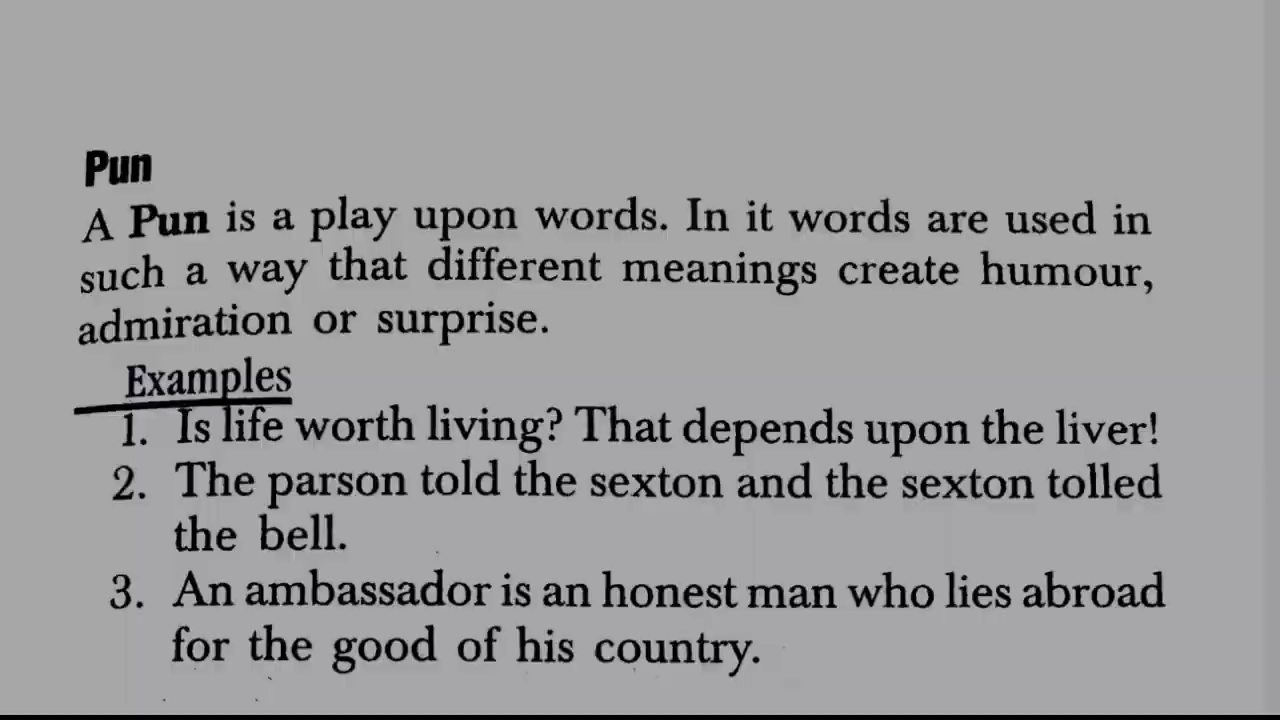 Pun
A Pun is a play upon words. In it words are used in
such a way that different meanings create humour,
admiration or surprise.
Examples
1. Is life worth living? That depends upon the liver!
2. The parson told the sexton and the sexton tolled
the bell.
3. An ambassador is an honest man who lies abroad
for the good of his country.